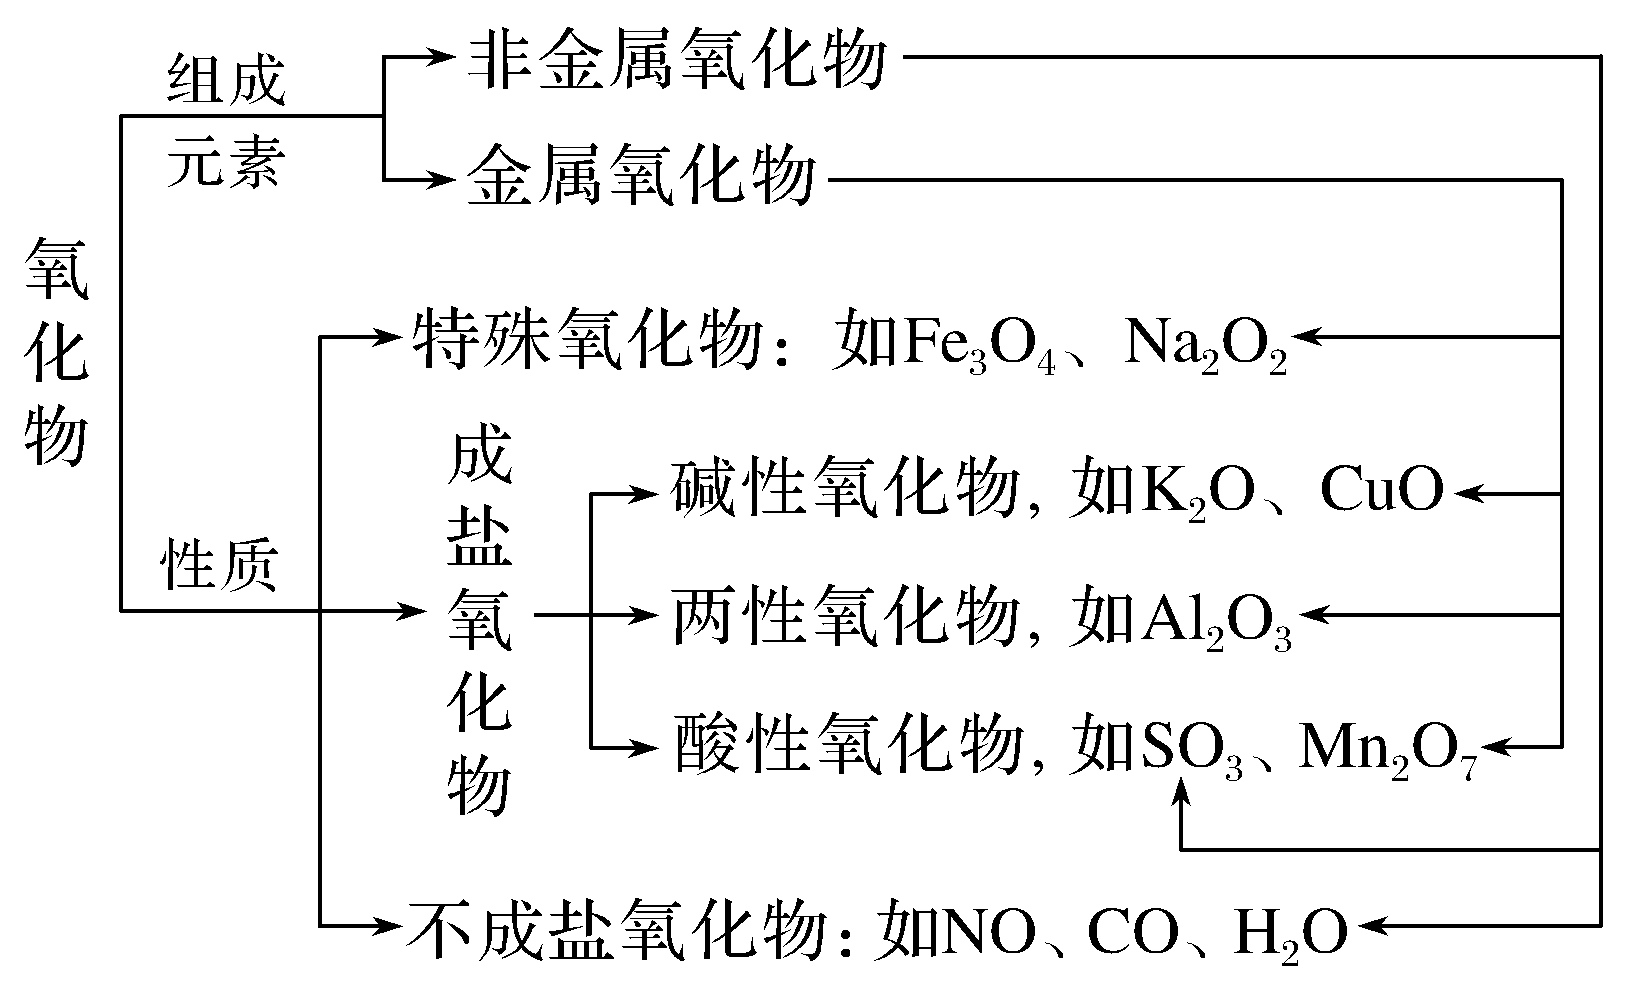 氧化物
组成
元素
非金属氧化物
金属氧化物
性质
特殊氧化物：如Fe₃O₄、Na₂O₂
成盐氧化物
碱性氧化物, 如K₂O、CuO
两性氧化物, 如Al₂O₃
酸性氧化物, 如SO₃、Mn₂O₇
不成盐氧化物：如NO、CO、H₂O